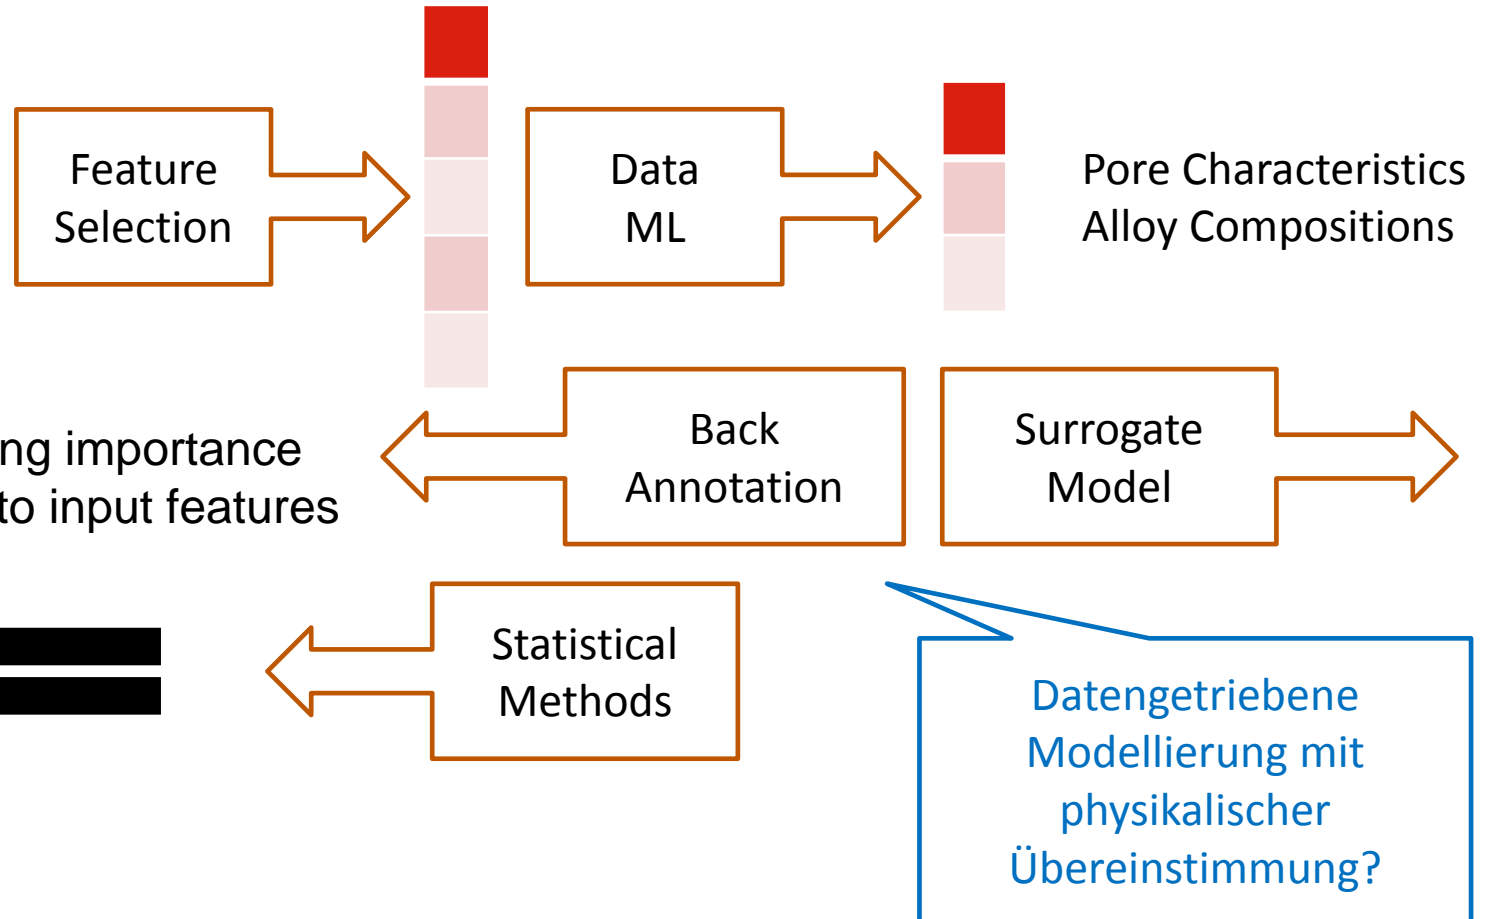 Feature
Selection
Data
ML
Pore Characteristics
Alloy Compositions
ng importance
to input features
Back
Annotation
Surrogate
Model
Statistical
Methods
Datengetriebene
Modellierung mit
physikalischer
Übereinstimmung?